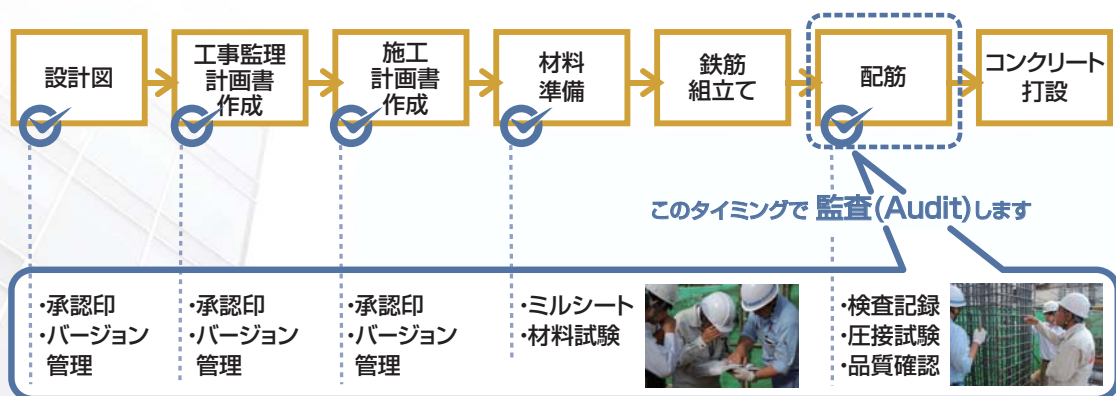 設計図
工事監理
計画書
作成
施工
計画書
作成
材料
準備
鉄筋
組立て
配筋
コンクリート
打設
このタイミングで 監査(Audit)します
・承認印
・バージョン
管理
・承認印
・バージョン
管理
・承認印
・バージョン
管理
・ミルシート
・材料試験
・検査記録
・圧接試験
・品質確認